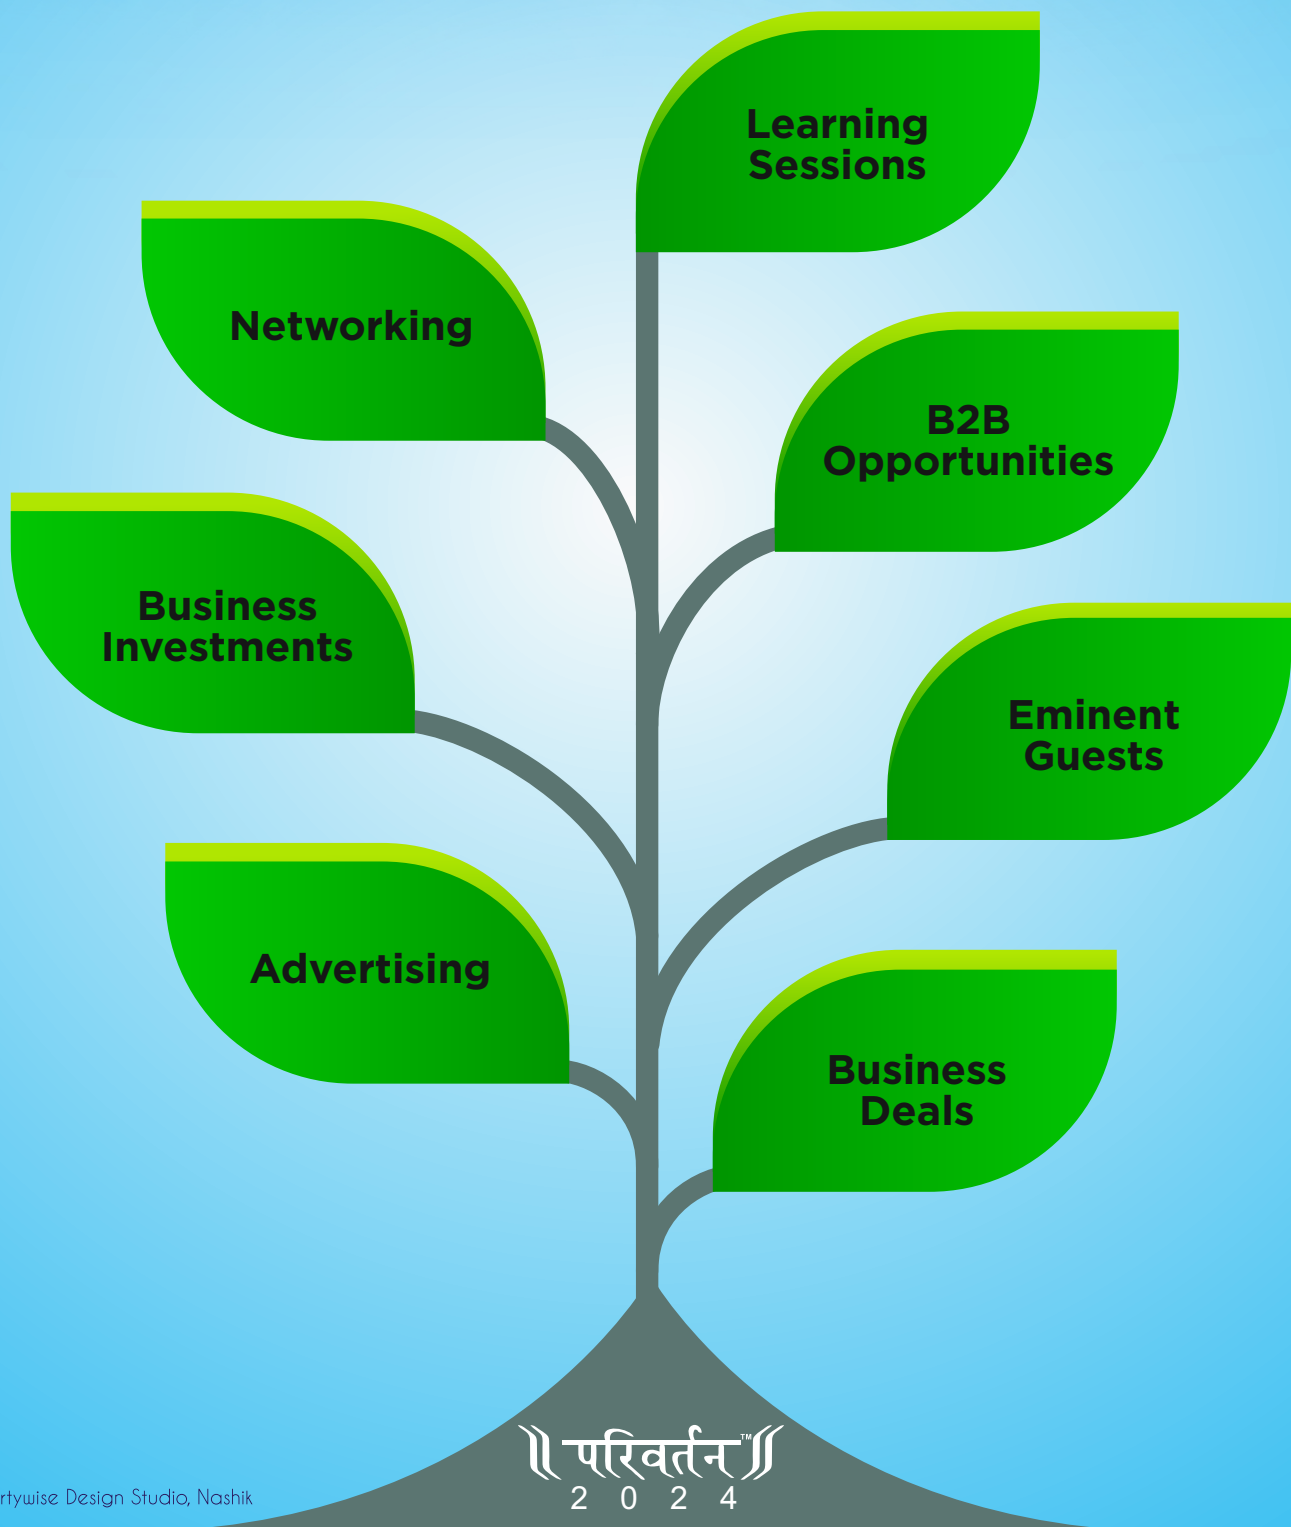 Learning
Sessions
Networking
B2B
Opportunities
Business
Investments
Eminent
Guests
Advertising
Business
Deals
परिवर्तन™
2 0 2 4
Design Studio, Nashik